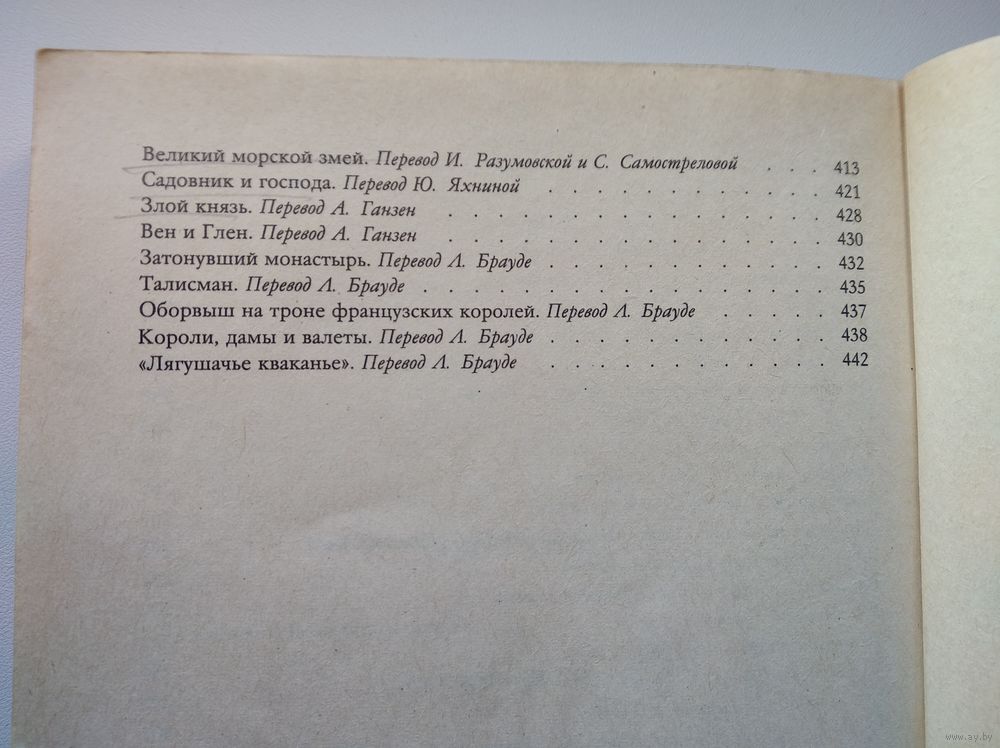 Великий морской змей. Перевод И. Разумовской и С. Самостреловой . . . 413
Садовник и господа. Перевод Ю. Яхниной . . . . . . . . . . . . 421
Злой князь. Перевод А. Ганзен . . . . . . . . . . . . . . . . 428
Вен и Глен. Перевод А. Ганзен . . . . . . . . . . . . . . . . 430
Затонувший монастырь. Перевод Л. Брауде . . . . . . . . . . . . 432
Талисман. Перевод Л. Брауде . . . . . . . . . . . . . . . . . 435
Оборвыш на троне французских королей. Перевод Л. Брауде . . . . . 437
Короли, дамы и валеты. Перевод Л. Брауде . . . . . . . . . . . . 438
«Лягушачье кваканье». Перевод Л. Брауде . . . . . . . . . . . . 442
www.ay.by